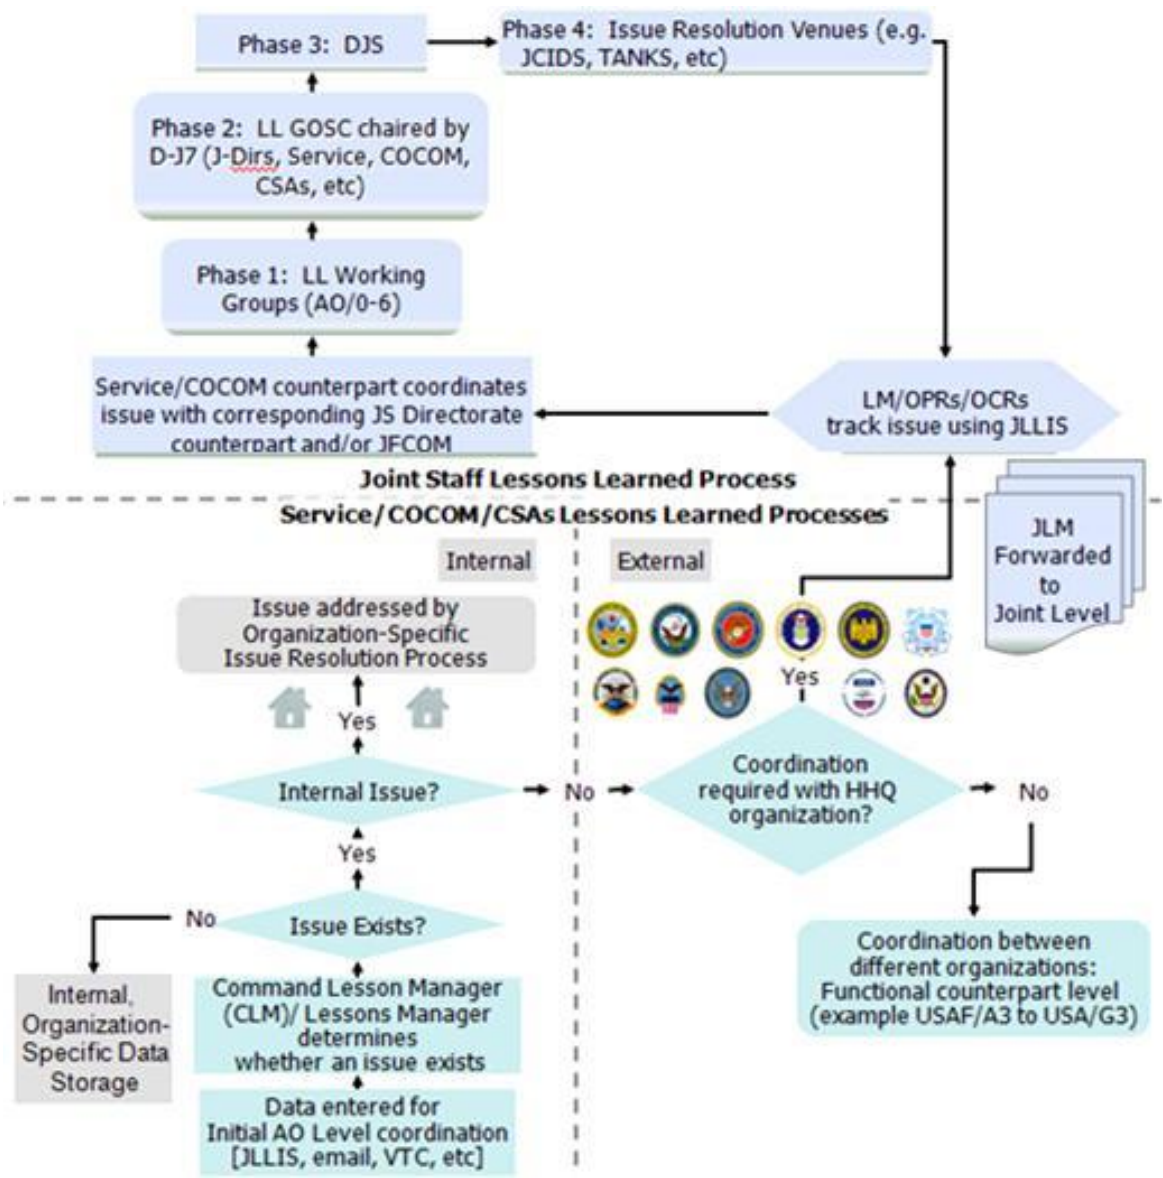 Phase 3:  DJS
Phase 4:  Issue Resolution Venues (e.g.
JCIDS, TANKS, etc)
Phase 2:  LL GOSC chaired by
D-J7 (J-Dirs, Service, COCOM,
CSAs, etc)
Phase 1:  LL Working
Groups (AO/0-6)
Service/COCOM counterpart coordinates
issue with corresponding JS Directorate
counterpart and/or JFCOM
LM/OPRs/OCRs
track issue using JLLIS
Joint Staff Lessons Learned Process
Service/COCOM/CSAs Lessons Learned Processes
JLM
Forwarded
to
Joint Level
Internal
External
Issue addressed by
Organization-Specific
Issue Resolution Process
Yes
Yes
Internal Issue?
No
Coordination
required with HHQ
organization?
No
Yes
No
Issue Exists?
Coordination between
different organizations:
Functional counterpart level
(example USAF/A3 to USA/G3)
Internal,
Organization-
Specific Data
Storage
Command Lesson Manager
(CLM)/ Lessons Manager
determines
whether an issue exists
Data entered for
Initial AO Level coordination
[JLLIS, email, VTC, etc]